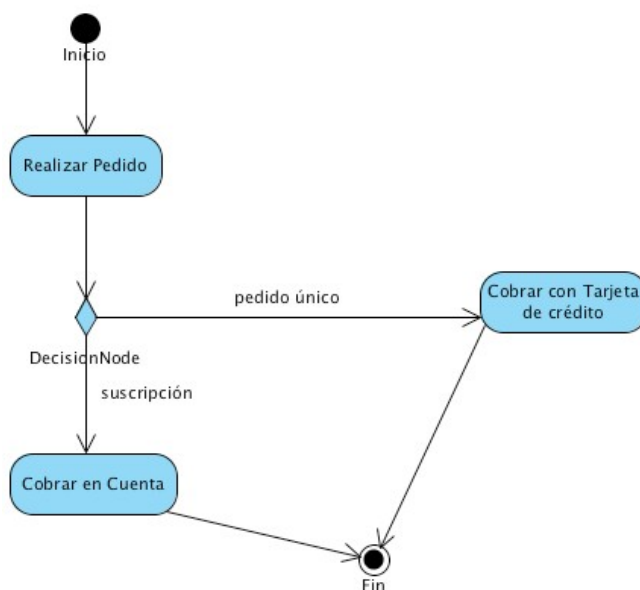 Inicio
Realizar Pedido
pedido único
Cobrar con Tarjeta
de crédito
DecisionNode
suscripción
Cobrar en Cuenta
Fin